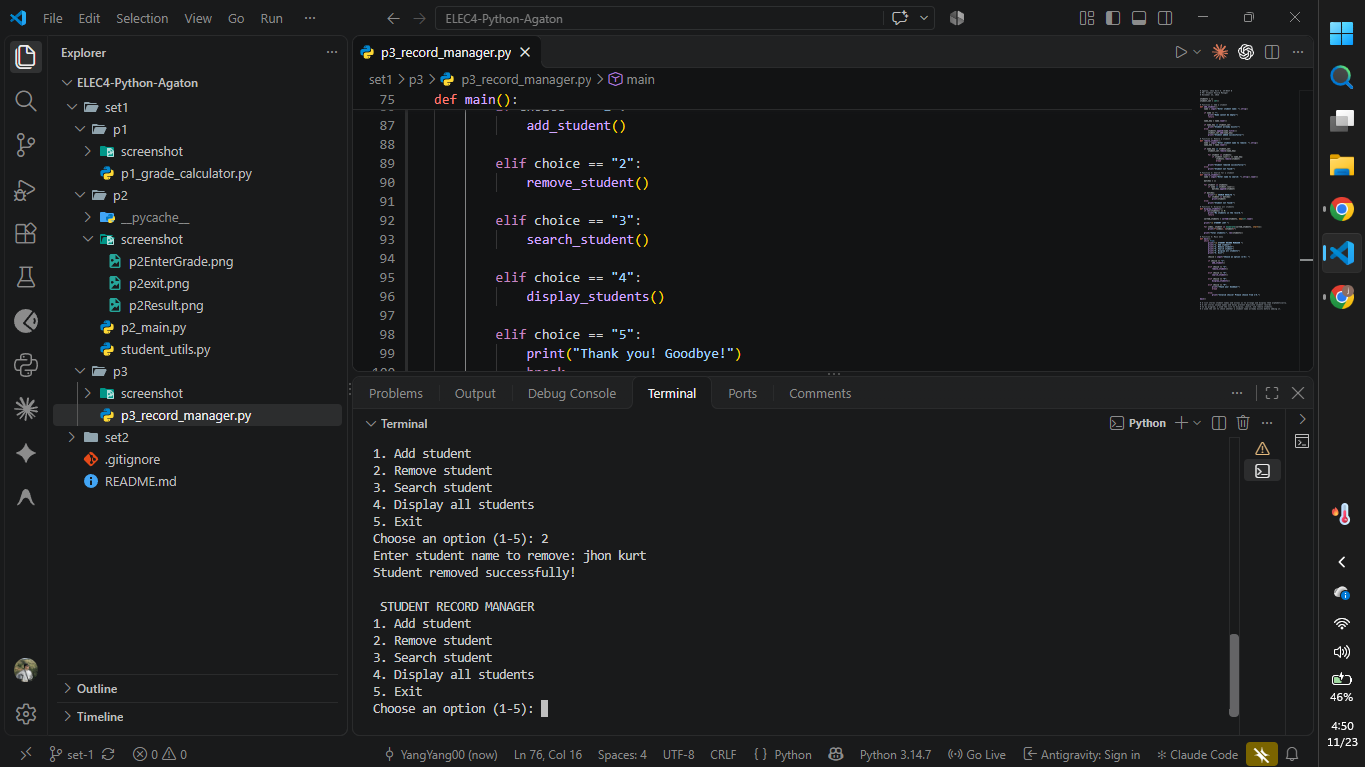 File Edit Selection View Go Run ···
ELEC4-Python-Agaton
Explorer ···
ELEC4-Python-Agaton
set1
p1
screenshot
p1_grade_calculator.py
p2
__pycache__
screenshot
p2EnterGrade.png
p2exit.png
p2Result.png
p2_main.py
student_utils.py
p3
screenshot
p3_record_manager.py
set2
.gitignore
README.md
Outline
Timeline
p3_record_manager.py
set1 > p3 > p3_record_manager.py > main
75 def main():
87 add_student()
88
89 elif choice == "2":
90 remove_student()
91
92 elif choice == "3":
93 search_student()
94
95 elif choice == "4":
96 display_students()
97
98 elif choice == "5":
99 print("Thank you! Goodbye!")
100 break
Problems Output Debug Console Terminal Ports Comments ···
Terminal
Python ···
1. Add student
2. Remove student
3. Search student
4. Display all students
5. Exit
Choose an option (1-5): 2
Enter student name to remove: jhon kurt
Student removed successfully!
STUDENT RECORD MANAGER
1. Add student
2. Remove student
3. Search student
4. Display all students
5. Exit
Choose an option (1-5):
set-1 0 0 YangYang00 (now) Ln 76, Col 16 Spaces: 4 UTF-8 CRLF {} Python Python 3.14.7 Go Live Antigravity: Sign in Claude Code
46%
4:50
11/23